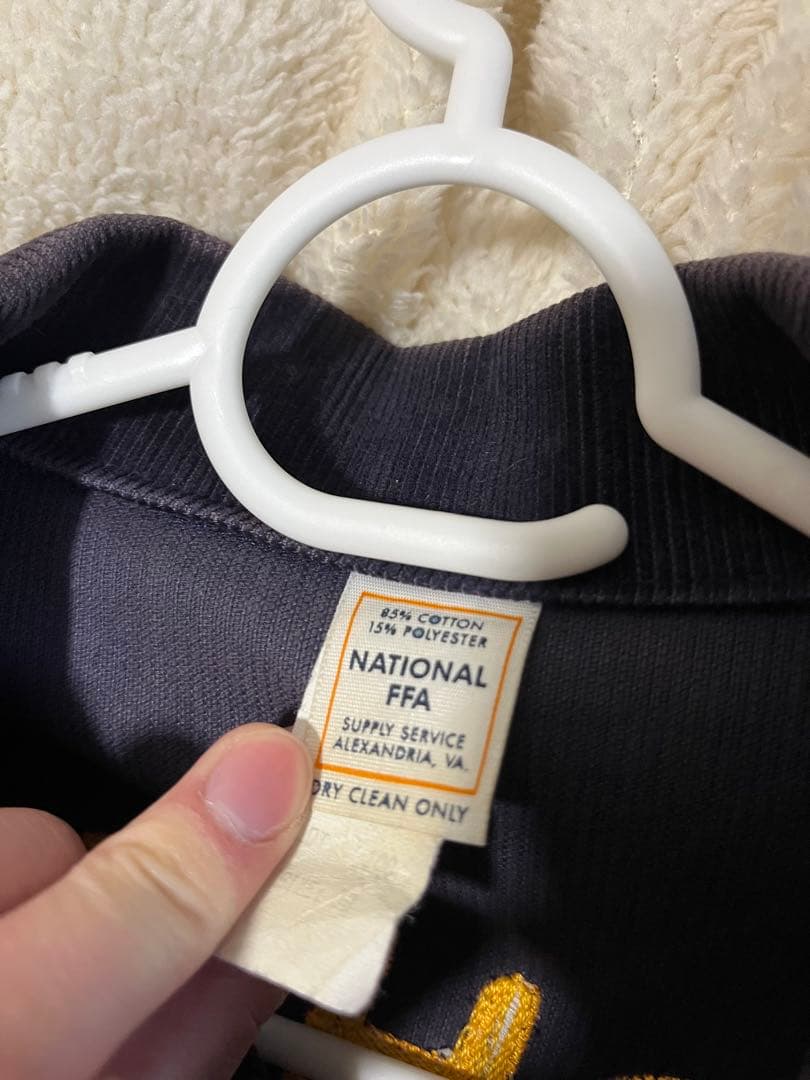 85% COTTON
15% POLYESTER
NATIONAL
FFA
SUPPLY SERVICE
ALEXANDRIA, VA.
DRY CLEAN ONLY